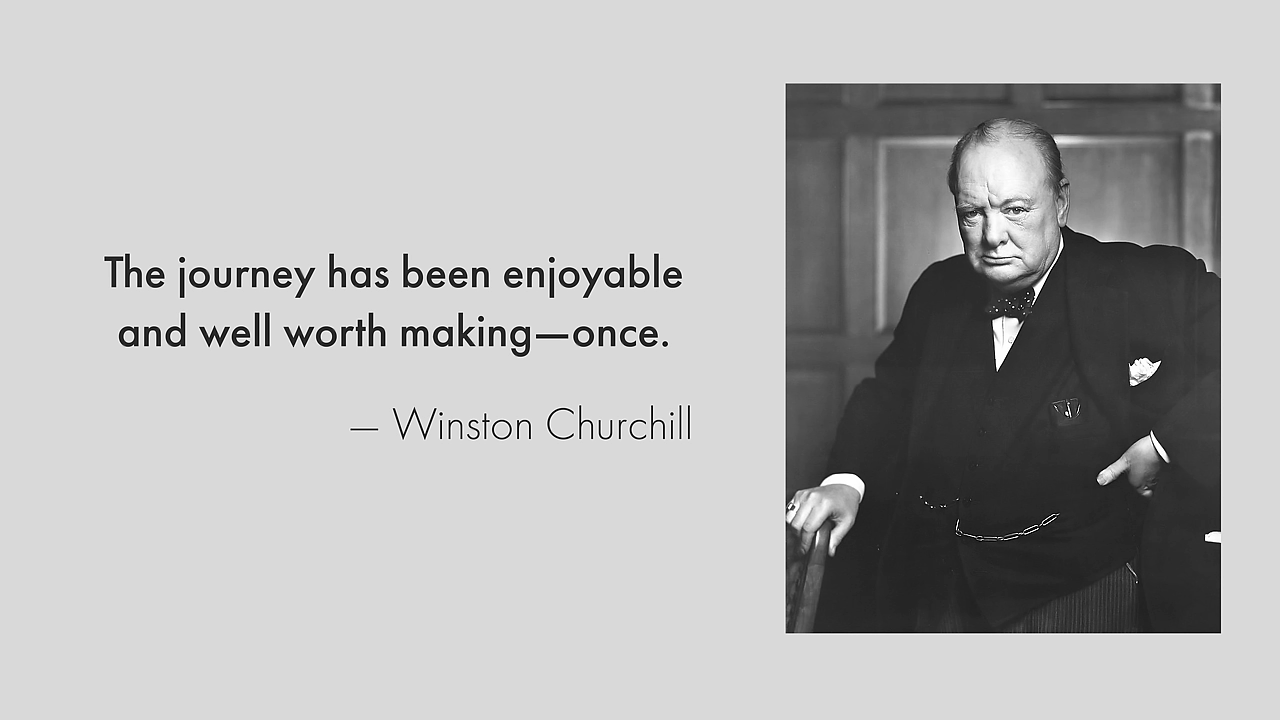 The journey has been enjoyable
and well worth making—once.
— Winston Churchill